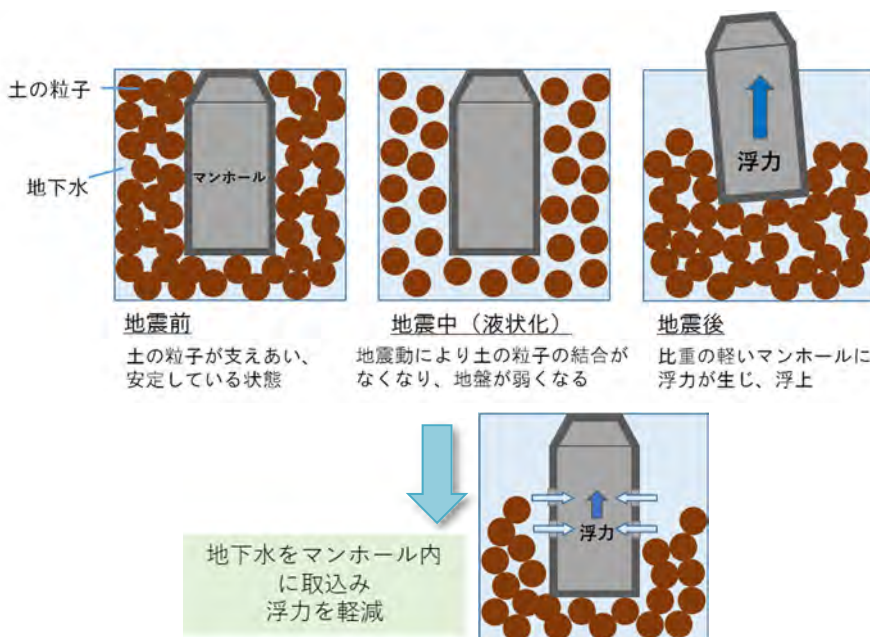 土の粒子
地下水
マンホール
浮力
地震前
土の粒子が支えあい、
安定している状態
地震中（液状化）
地震動により土の粒子の結合が
なくなり、地盤が弱くなる
地震後
比重の軽いマンホールに
浮力が生じ、浮上
地下水をマンホール内
に取込み
浮力を軽減
浮力